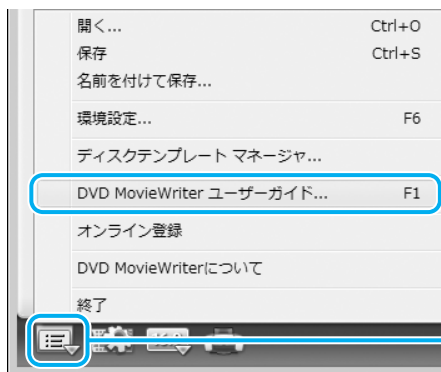 開く... Ctrl+O
保存 Ctrl+S
名前を付けて保存...
環境設定... F6
ディスクテンプレート マネージャ...
DVD MovieWriter ユーザーガイド... F1
オンライン登録
DVD MovieWriterについて
終了